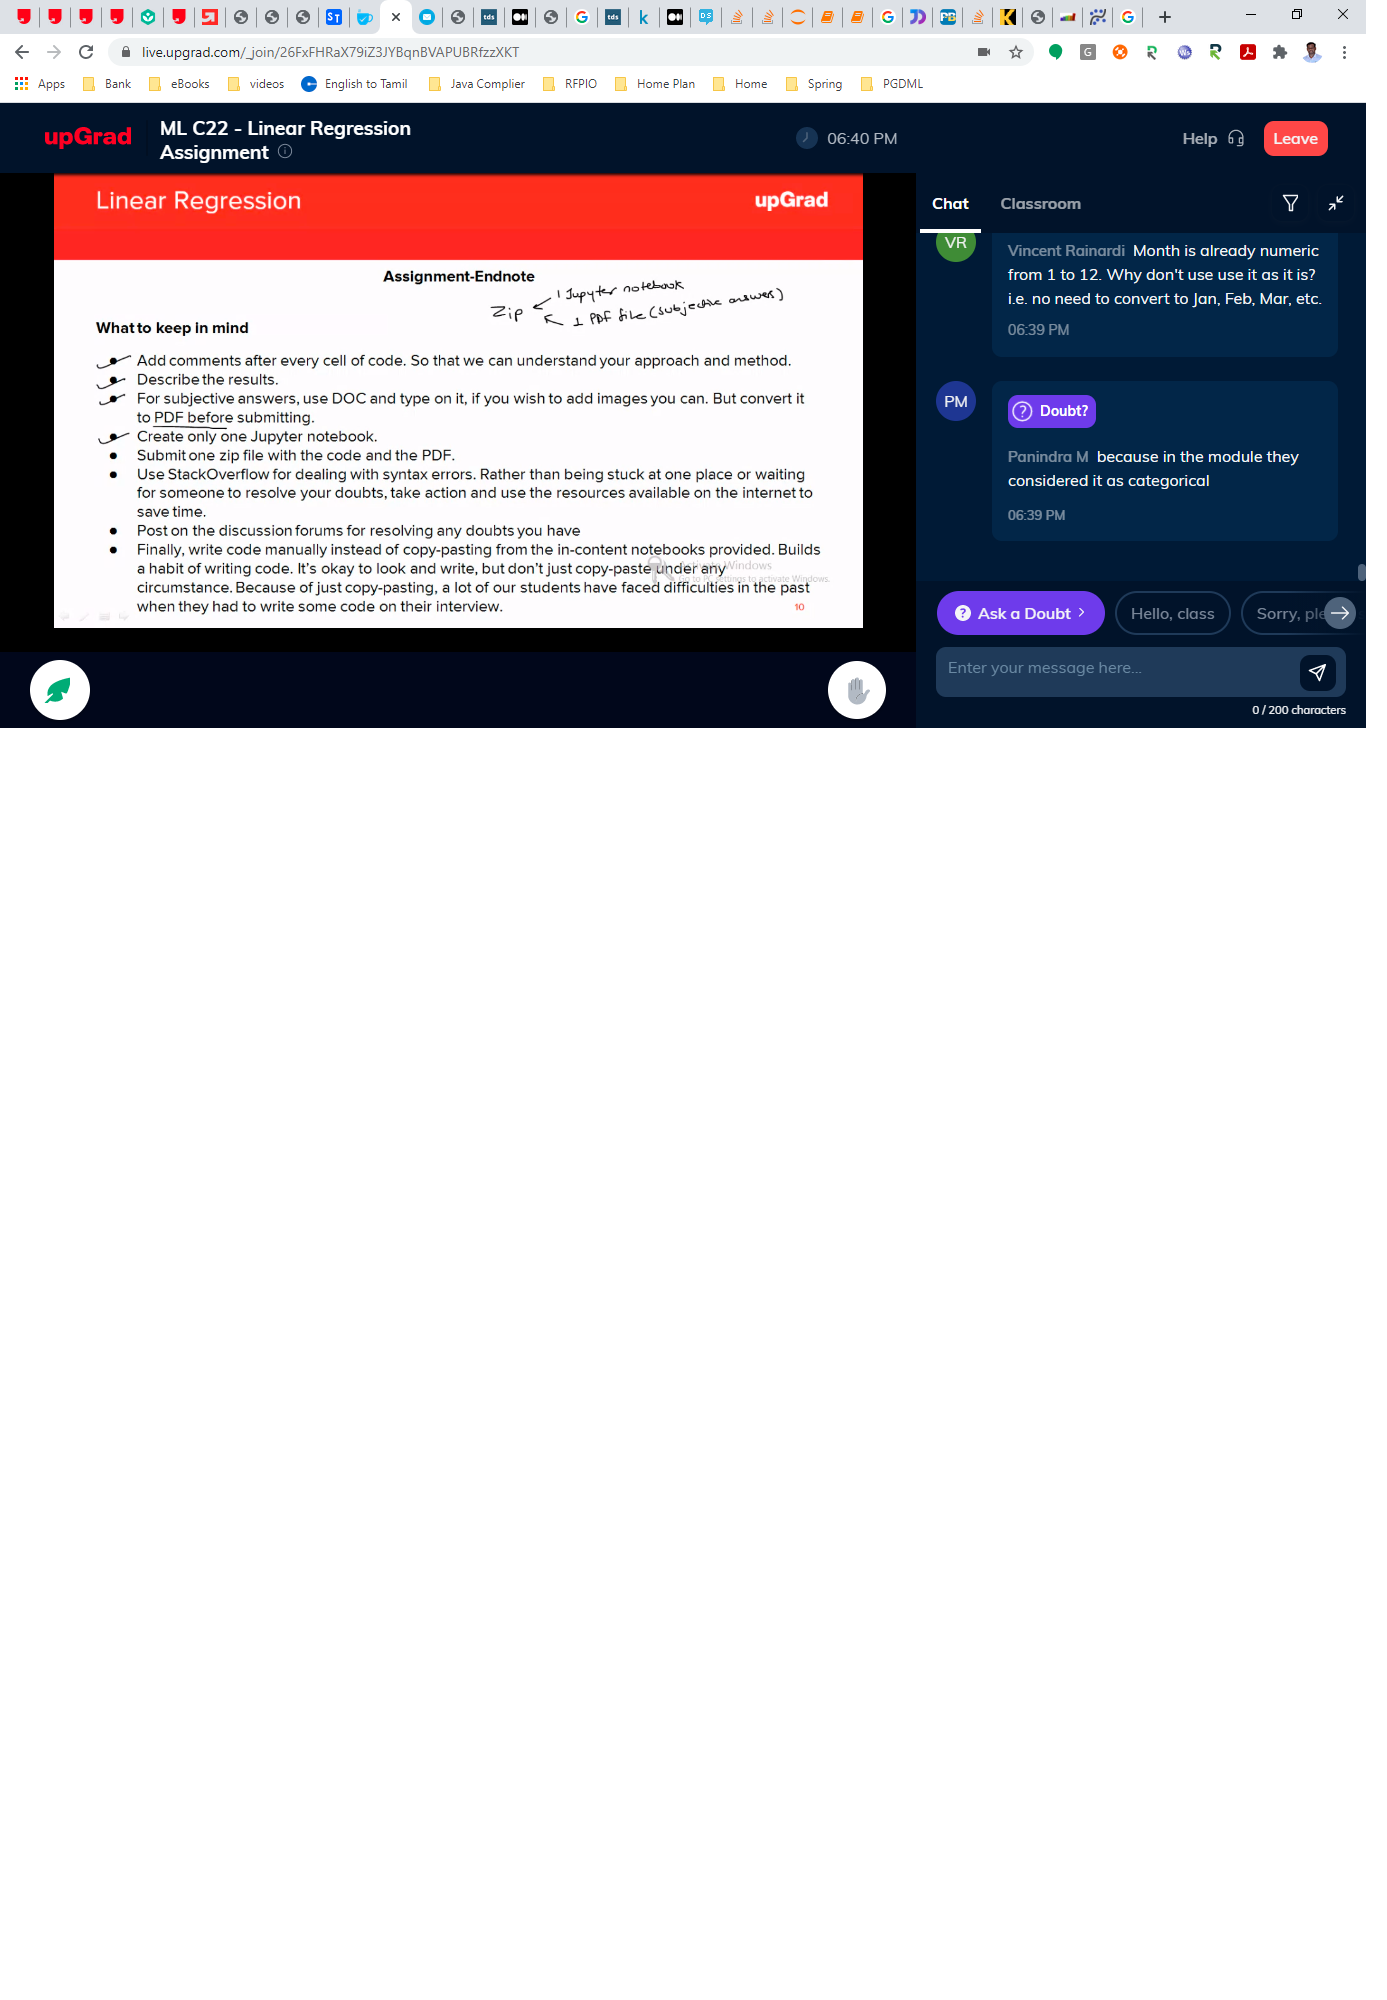 live.upgrad.com/_join/26FxFHRaX79iZ3JYBqnBVAPUBRfzzXKT
Apps Bank eBooks videos English to Tamil Java Complier RFPIO Home Plan Home Spring PGDML
upGrad
ML C22 - Linear Regression
Assignment
06:40 PM
Help
Leave
Linear Regression
upGrad
Assignment-Endnote
Zip
1 Jupyter notebook
1 PDF file (subjective answers)
What to keep in mind
● Add comments after every cell of code. So that we can understand your approach and method.
● Describe the results.
● For subjective answers, use DOC and type on it, if you wish to add images you can. But convert it
to PDF before submitting.
● Create only one Jupyter notebook.
● Submit one zip file with the code and the PDF.
● Use StackOverflow for dealing with syntax errors. Rather than being stuck at one place or waiting
for someone to resolve your doubts, take action and use the resources available on the internet to
save time.
● Post on the discussion forums for resolving any doubts you have
● Finally, write code manually instead of copy-pasting from the in-content notebooks provided. Builds
a habit of writing code. It's okay to look and write, but don't just copy-paste under any
circumstance. Because of just copy-pasting, a lot of our students have faced difficulties in the past
when they had to write some code on their interview.
Activate Windows
Go to PC settings to activate Windows.
10
Chat
Classroom
VR
Vincent Rainardi Month is already numeric
from 1 to 12. Why don't use use it as it is?
i.e. no need to convert to Jan, Feb, Mar, etc.
06:39 PM
PM
Doubt?
Panindra M because in the module they
considered it as categorical
06:39 PM
Ask a Doubt
Hello, class
Sorry, ple
Enter your message here...
0 / 200 characters